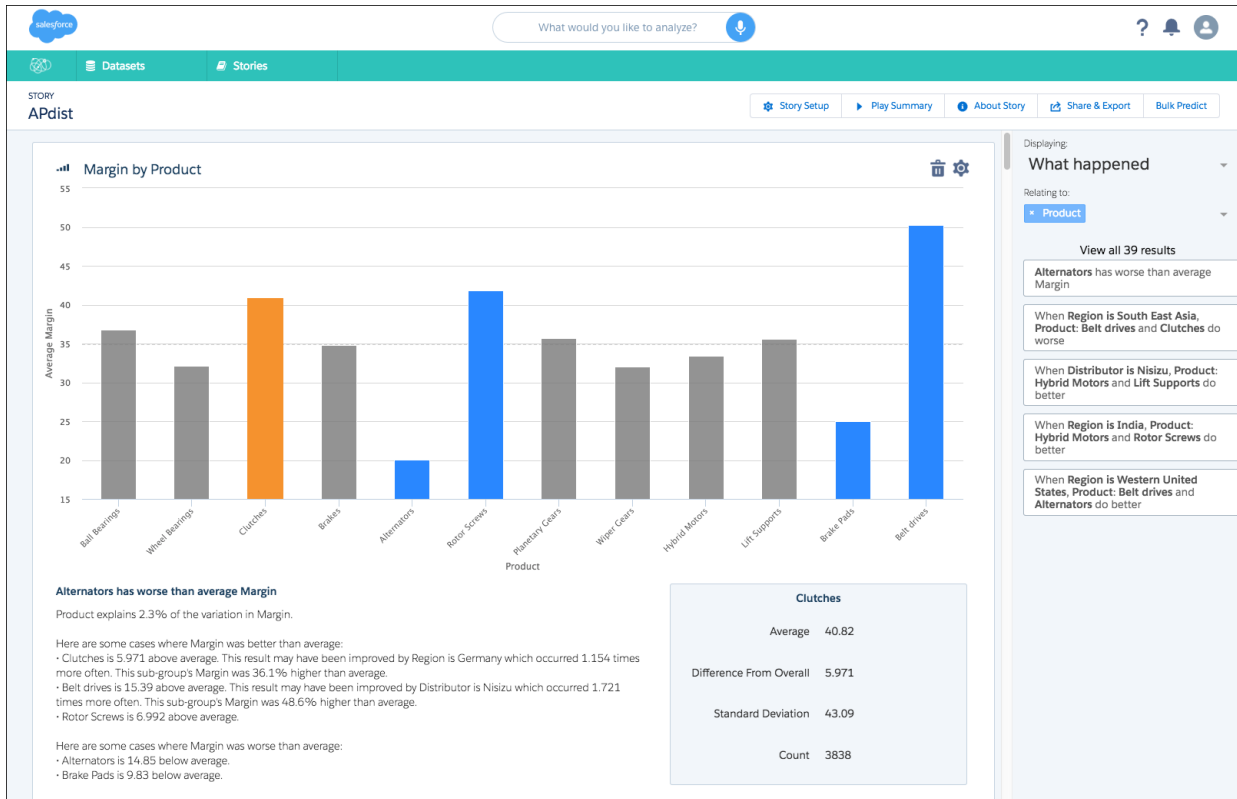 salesforce
What would you like to analyze?
?
Datasets
Stories
STORY
APdist
Story Setup
Play Summary
About Story
Share & Export
Bulk Predict
Margin by Product
55
50
45
40
35
30
25
20
15
Average Margin
Ball Bearings
Wheel Bearings
Clutches
Brakes
Alternators
Rotor Screws
Planetary Gears
Wiper Gears
Hybrid Motors
Lift Supports
Brake Pads
Belt drives
Product
Alternators has worse than average Margin
Product explains 2.3% of the variation in Margin.
Here are some cases where Margin was better than average:
• Clutches is 5.971 above average. This result may have been improved by Region is Germany which occurred 1.154 times
more often. This sub-group's Margin was 36.1% higher than average.
• Belt drives is 15.39 above average. This result may have been improved by Distributor is Nisizu which occurred 1.721
times more often. This sub-group's Margin was 48.6% higher than average.
• Rotor Screws is 6.992 above average.
Here are some cases where Margin was worse than average:
• Alternators is 14.85 below average.
• Brake Pads is 9.83 below average.
Clutches
Average 40.82
Difference From Overall 5.971
Standard Deviation 43.09
Count 3838
Displaying:
What happened
Relating to:
× Product
View all 39 results
Alternators has worse than average
Margin
When Region is South East Asia,
Product: Belt drives and Clutches do
worse
When Distributor is Nisizu, Product:
Hybrid Motors and Lift Supports do
better
When Region is India, Product:
Hybrid Motors and Rotor Screws do
better
When Region is Western United
States, Product: Belt drives and
Alternators do better